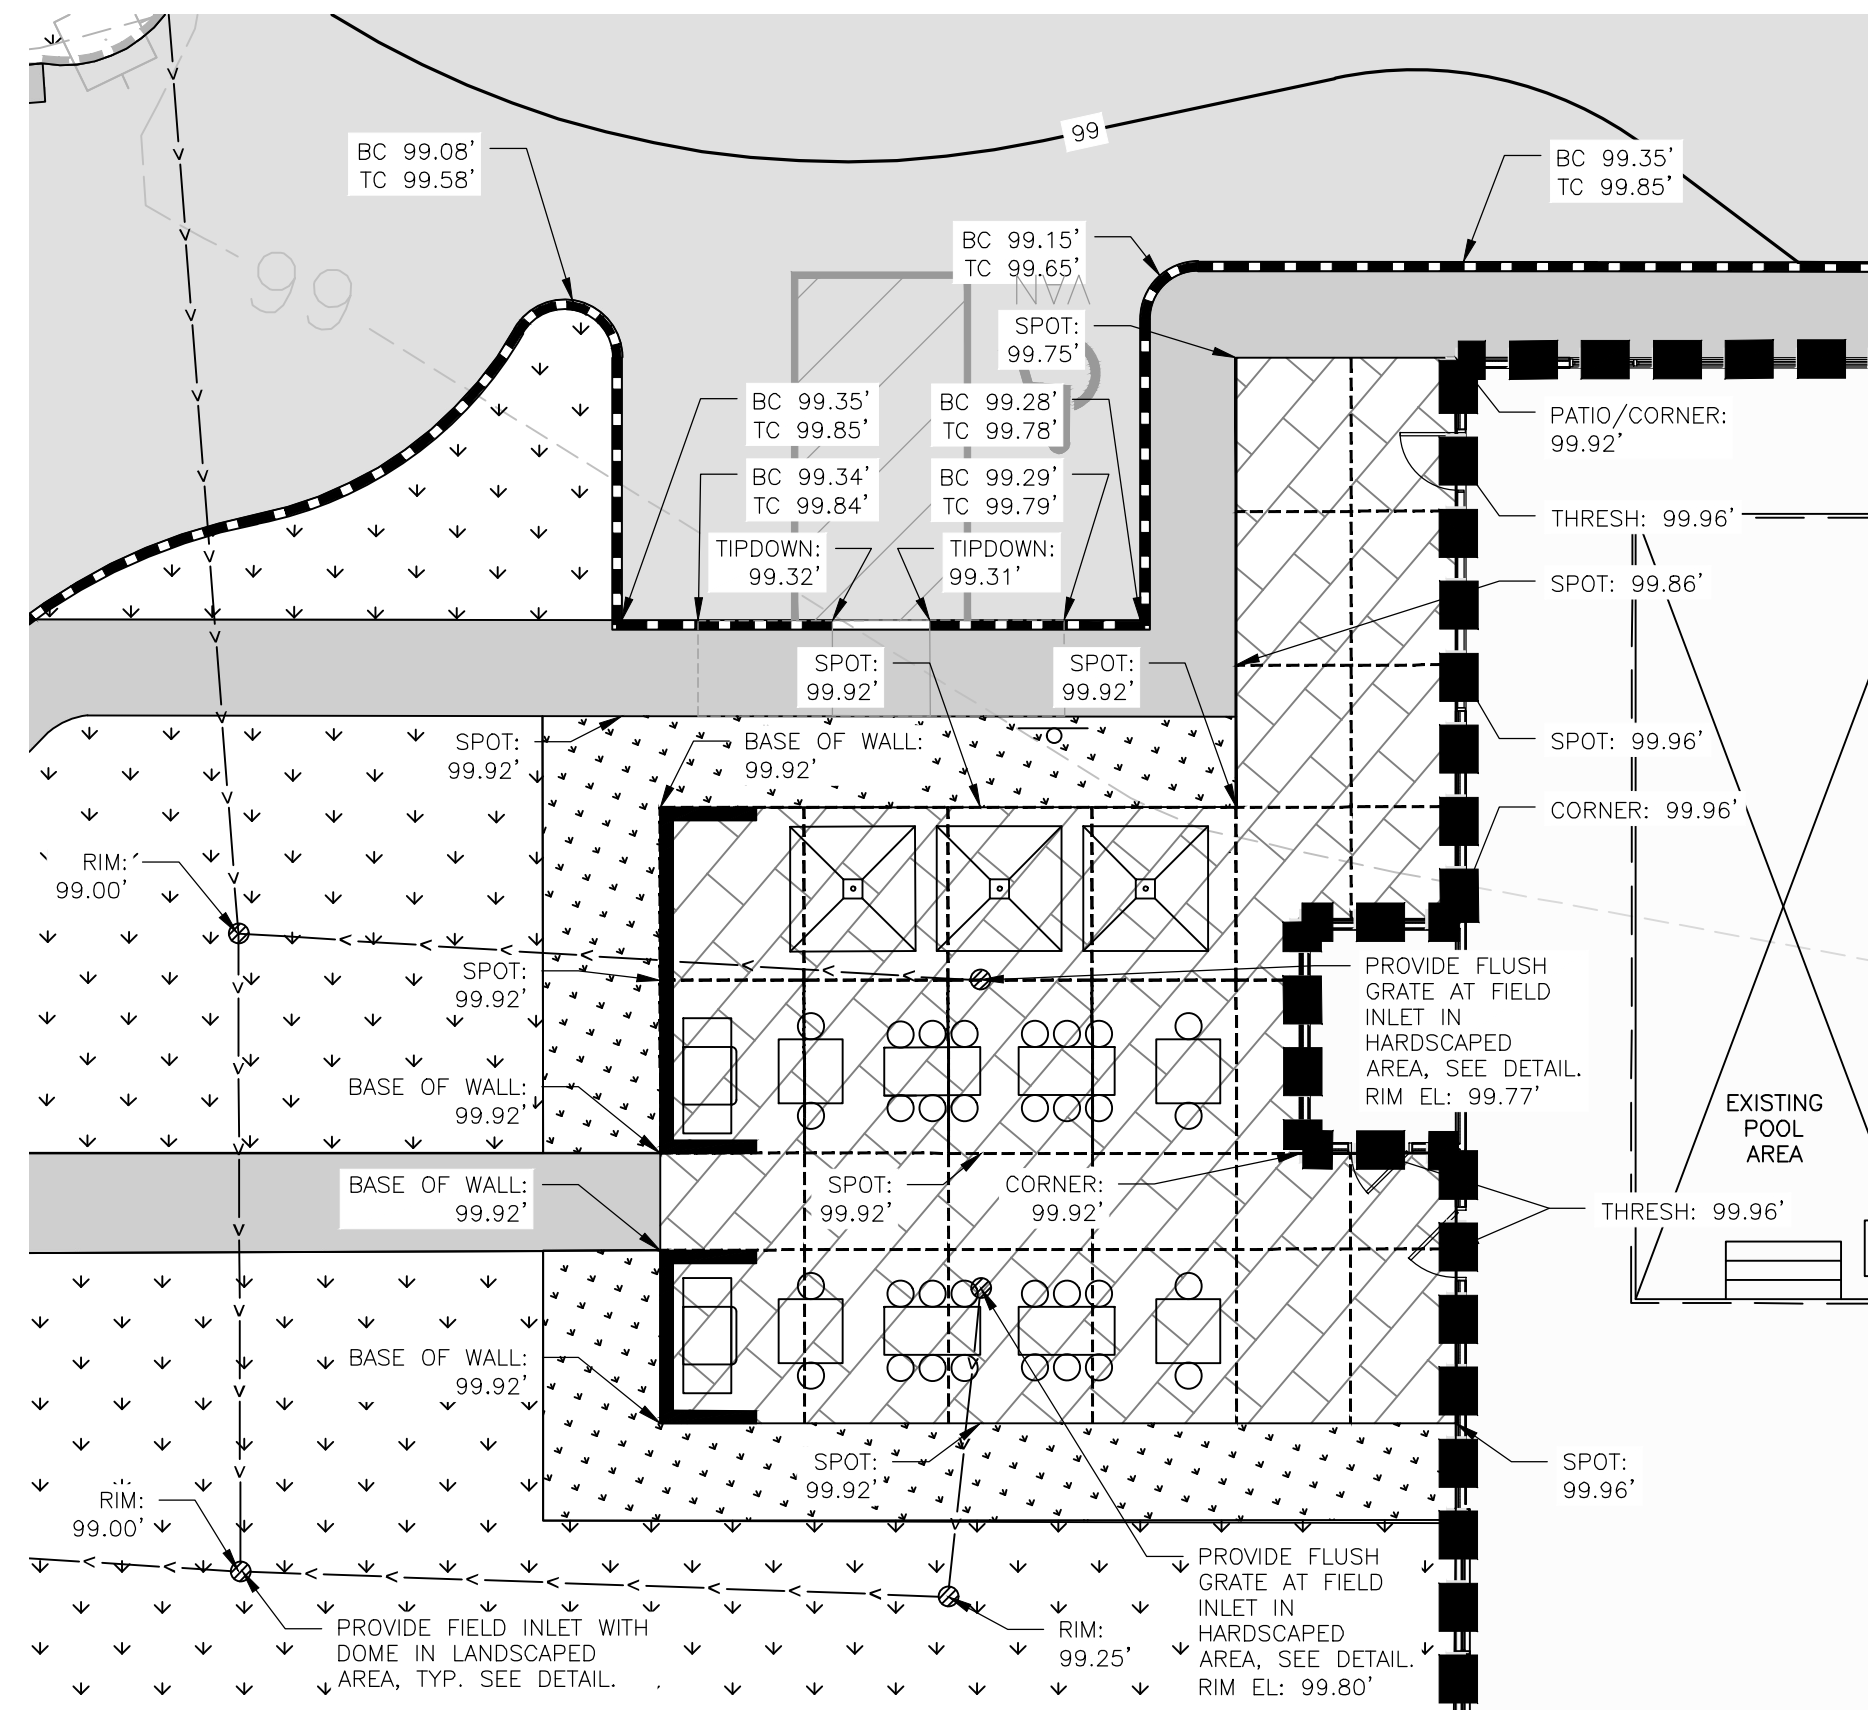 99
BC 99.08'
TC 99.58'
BC 99.35'
TC 99.85'
BC 99.15'
TC 99.65'
99
VAN
SPOT:
99.75'
BC 99.35'
TC 99.85'
BC 99.28'
TC 99.78'
PATIO/CORNER:
99.92'
BC 99.34'
TC 99.84'
BC 99.29'
TC 99.79'
THRESH: 99.96'
TIPDOWN:
99.32'
TIPDOWN:
99.31'
SPOT: 99.86'
SPOT:
99.92'
SPOT:
99.92'
SPOT:
99.92'
BASE OF WALL:
99.92'
SPOT: 99.96'
CORNER: 99.96'
RIM:
99.00'
SPOT:
99.92'
PROVIDE FLUSH
GRATE AT FIELD
INLET IN
HARDSCAPED
AREA, SEE DETAIL.
RIM EL: 99.77'
BASE OF WALL:
99.92'
EXISTING
POOL
AREA
BASE OF WALL:
99.92'
SPOT:
99.92'
CORNER:
99.92'
THRESH: 99.96'
BASE OF WALL:
99.92'
SPOT:
99.92'
SPOT:
99.96'
RIM:
99.00'
PROVIDE FIELD INLET WITH
DOME IN LANDSCAPED
AREA, TYP. SEE DETAIL.
RIM:
99.25'
PROVIDE FLUSH
GRATE AT FIELD
INLET IN
HARDSCAPED
AREA, SEE DETAIL.
RIM EL: 99.80'